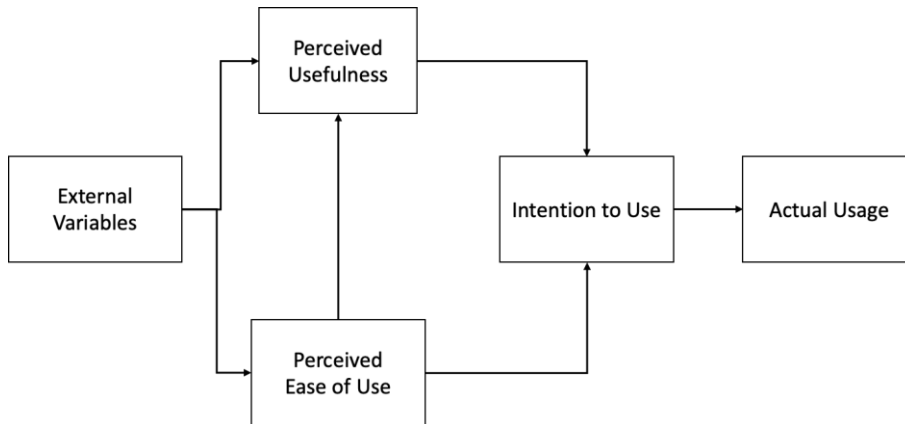 Perceived
Usefulness
External
Variables
Intention to Use
Actual Usage
Perceived
Ease of Use